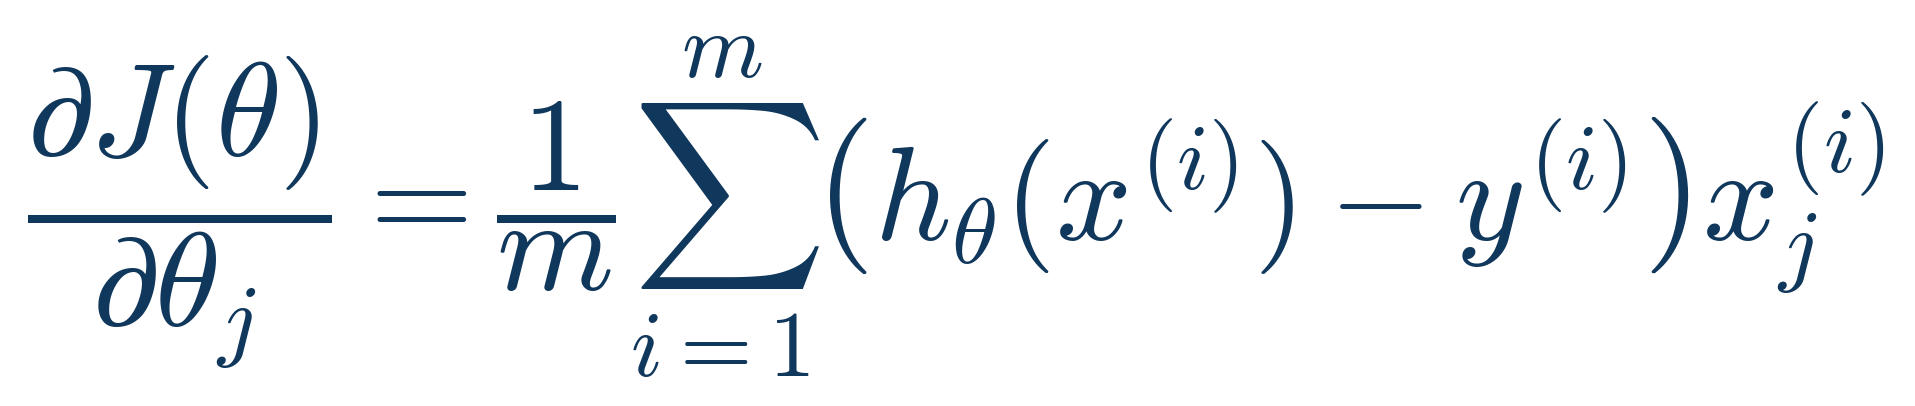 ∂J(θ)/∂θ_j = 1/m ∑_{i=1}^{m} (h_θ(x^{(i)}) − y^{(i)}) x_j^{(i)}